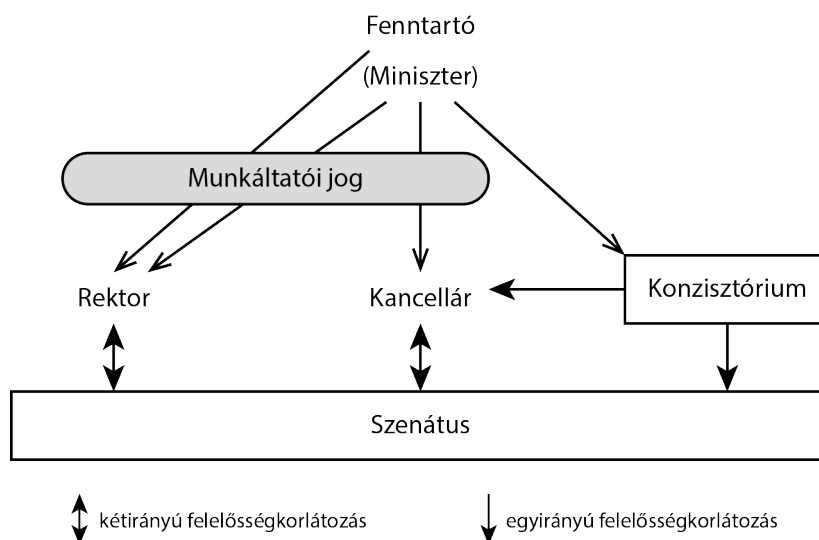 Fenntartó
(Miniszter)
Munkáltatói jog
Rektor
Kancellár
Konzisztórium
Szenátus
kétirányú felelősségkorlátozás
egyirányú felelősségkorlátozás